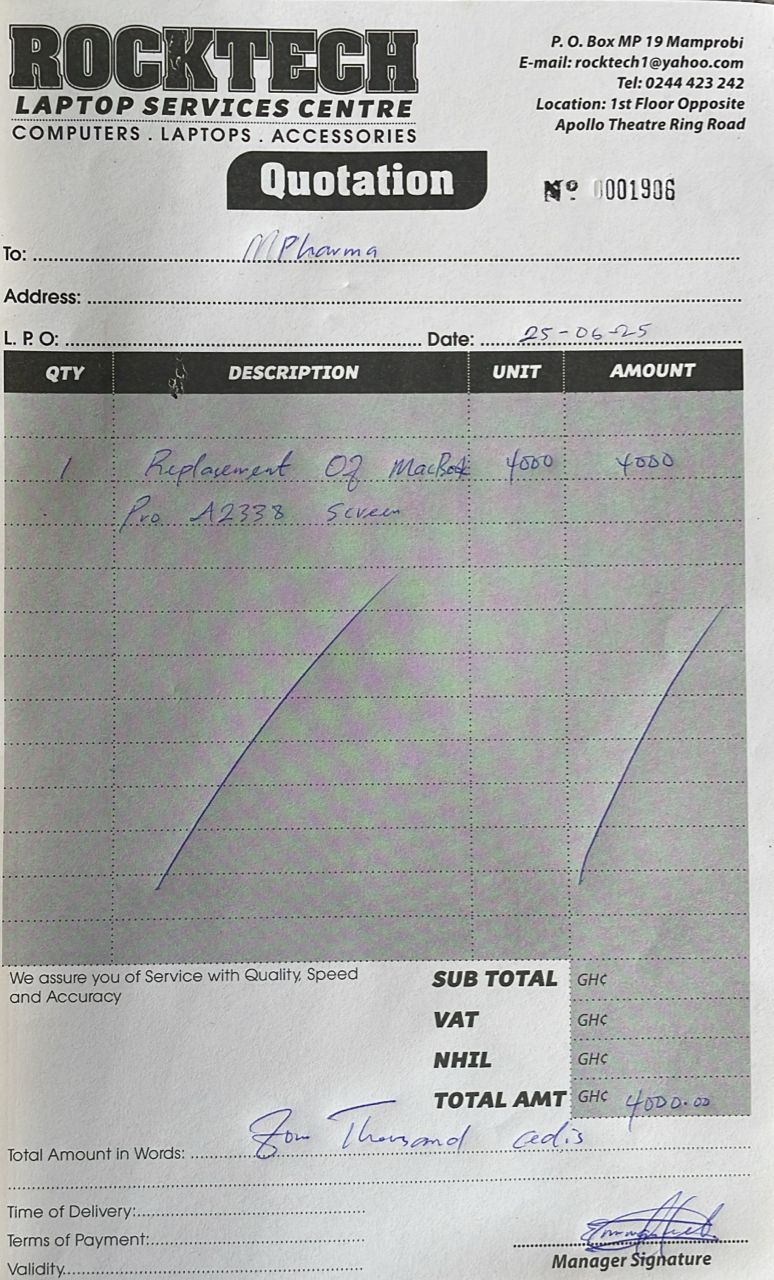 ROCKTECH
LAPTOP SERVICES CENTRE
COMPUTERS . LAPTOPS . ACCESSORIES
P. O. Box MP 19 Mamprobi
E-mail: rocktech1@yahoo.com
Tel: 0244 423 242
Location: 1st Floor Opposite
Apollo Theatre Ring Road
Quotation
Nº 0001906
To: MPharma
Address:
L. P. O: Date: 25-06-25
QTY DESCRIPTION UNIT AMOUNT
1 Replacement Of MacBook 4000 4000
Pro A2338 Screen
We assure you of Service with Quality, Speed
and Accuracy
SUB TOTAL GH¢
VAT GH¢
NHIL GH¢
TOTAL AMT GH¢ 4000.00
Total Amount in Words: Four Thousand cedis
Time of Delivery:
Terms of Payment:
Validity
Manager Signature